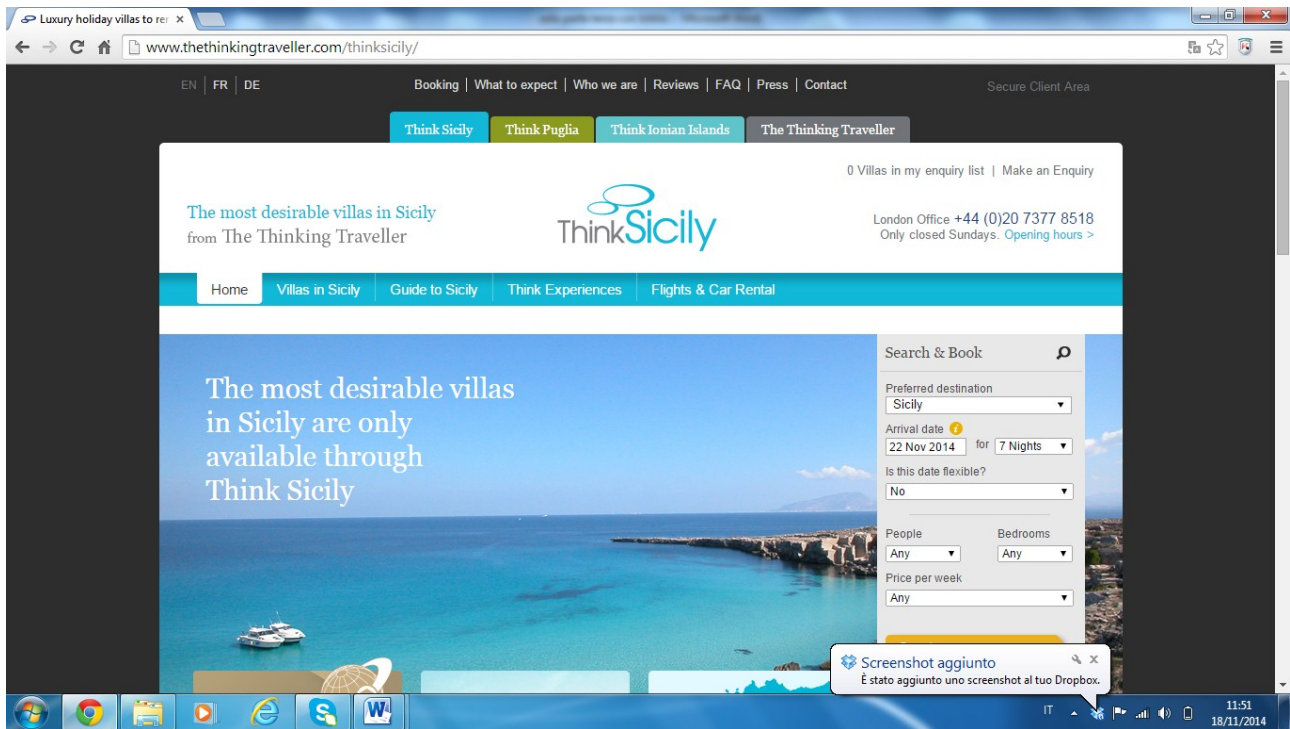 Luxury holiday villas to rer
www.thethinkingtraveller.com/thinksicily/
EN | FR | DE
Booking | What to expect | Who we are | Reviews | FAQ | Press | Contact
Secure Client Area
Think Sicily
Think Puglia
Think Ionian Islands
The Thinking Traveller
0 Villas in my enquiry list | Make an Enquiry
The most desirable villas in Sicily
from The Thinking Traveller
ThinkSicily
London Office +44 (0)20 7377 8518
Only closed Sundays. Opening hours >
Home
Villas in Sicily
Guide to Sicily
Think Experiences
Flights & Car Rental
The most desirable villas
in Sicily are only
available through
Think Sicily
Search & Book
Preferred destination
Sicily
Arrival date
22 Nov 2014 for 7 Nights
Is this date flexible?
No
People Bedrooms
Any Any
Price per week
Any
Screenshot aggiunto
È stato aggiunto uno screenshot al tuo Dropbox.
IT
11:51
18/11/2014